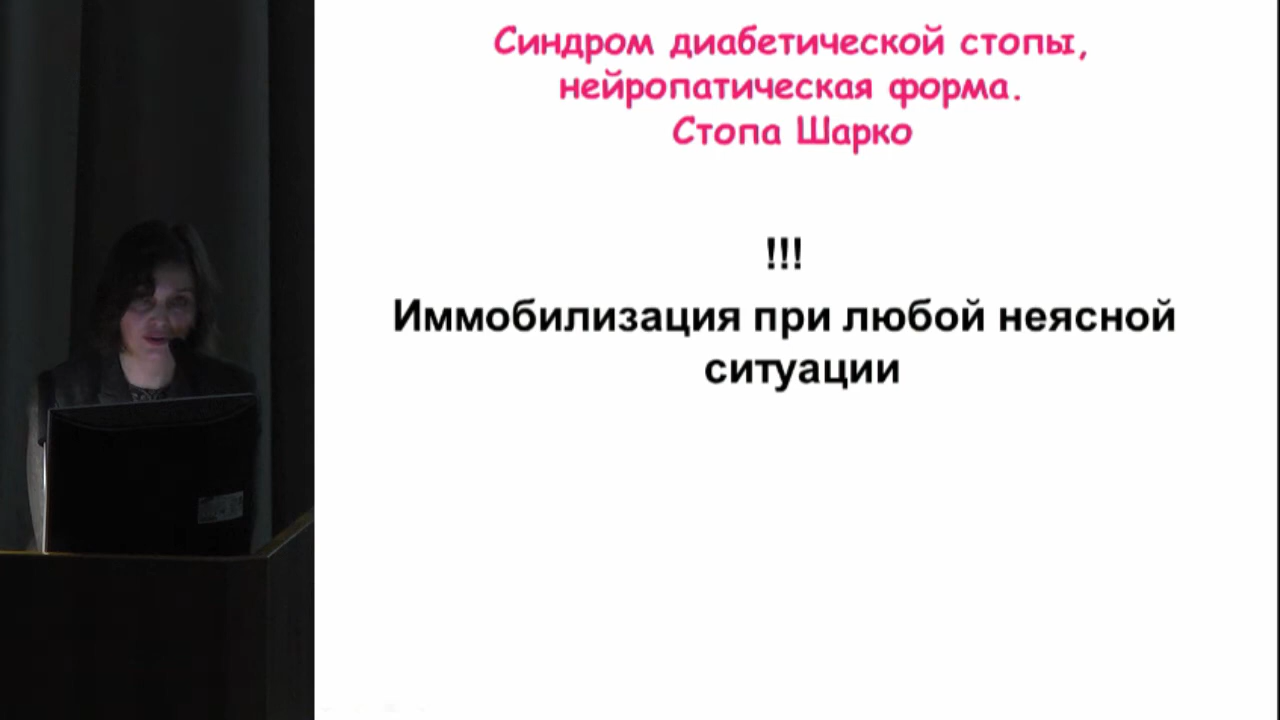 Синдром диабетической стопы,
нейропатическая форма.
Стопа Шарко
!!!
Иммобилизация при любой неясной
ситуации